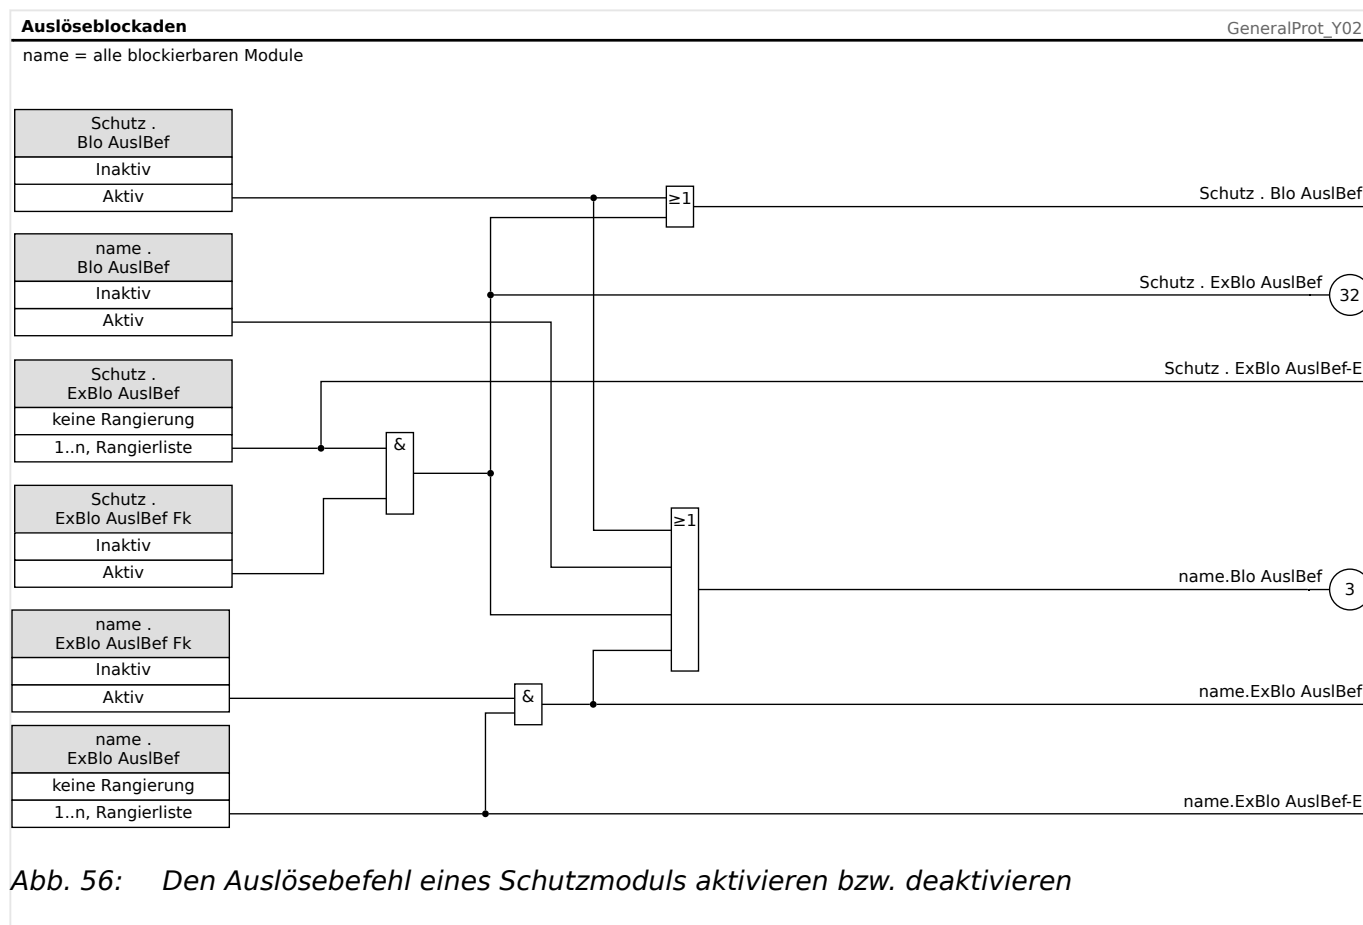 Auslöseblockaden
GeneralProt_Y02
name = alle blockierbaren Module
Schutz .
Blo AuslBef
Inaktiv
Aktiv
≥1
Schutz . Blo AuslBef
name .
Blo AuslBef
Inaktiv
Aktiv
Schutz . ExBlo AuslBef
32
Schutz .
ExBlo AuslBef
keine Rangierung
1..n, Rangierliste
Schutz . ExBlo AuslBef-E
&
Schutz .
ExBlo AuslBef Fk
Inaktiv
Aktiv
≥1
name.Blo AuslBef
3
name .
ExBlo AuslBef Fk
Inaktiv
Aktiv
&
name.ExBlo AuslBef
name .
ExBlo AuslBef
keine Rangierung
1..n, Rangierliste
name.ExBlo AuslBef-E
Abb. 56: Den Auslösebefehl eines Schutzmoduls aktivieren bzw. deaktivieren